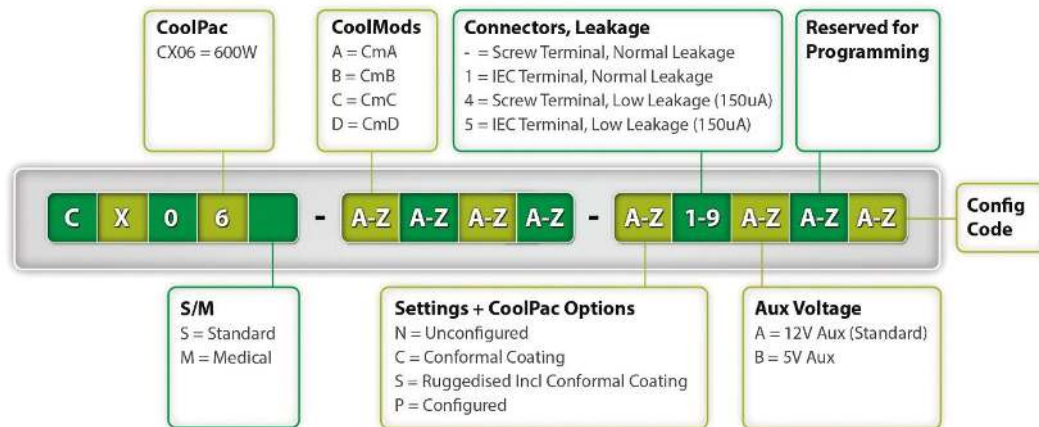 CoolPac
CX06 = 600W
CoolMods
A = CmA
B = CmB
C = CmC
D = CmD
Connectors, Leakage
- = Screw Terminal, Normal Leakage
1 = IEC Terminal, Normal Leakage
4 = Screw Terminal, Low Leakage (150uA)
5 = IEC Terminal, Low Leakage (150uA)
Reserved for
Programming
C X 0 6 - A-Z A-Z A-Z A-Z - A-Z 1-9 A-Z A-Z A-Z
Config
Code
S/M
S = Standard
M = Medical
Settings + CoolPac Options
N = Unconfigured
C = Conformal Coating
S = Ruggedised Incl Conformal Coating
P = Configured
Aux Voltage
A = 12V Aux (Standard)
B = 5V Aux